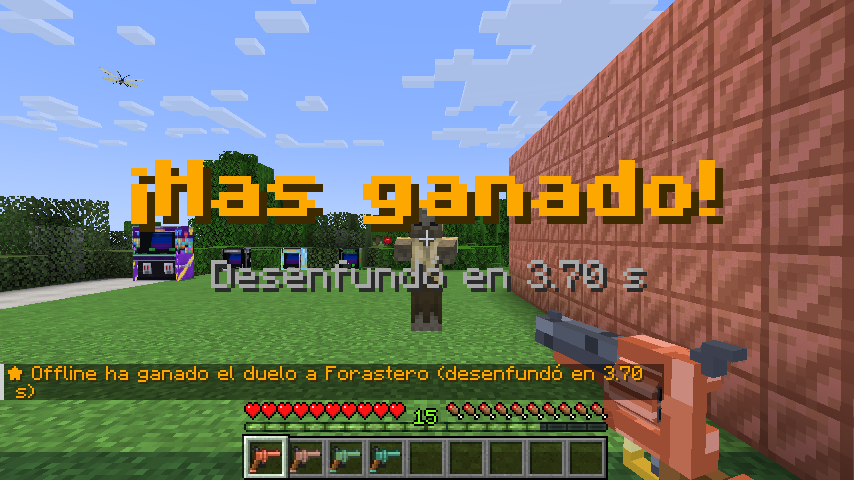 ¡Has ganado!
Desenfundó en 3.70 s
★ Offline ha ganado el duelo a Forastero (desenfundó en 3.70
s)
15